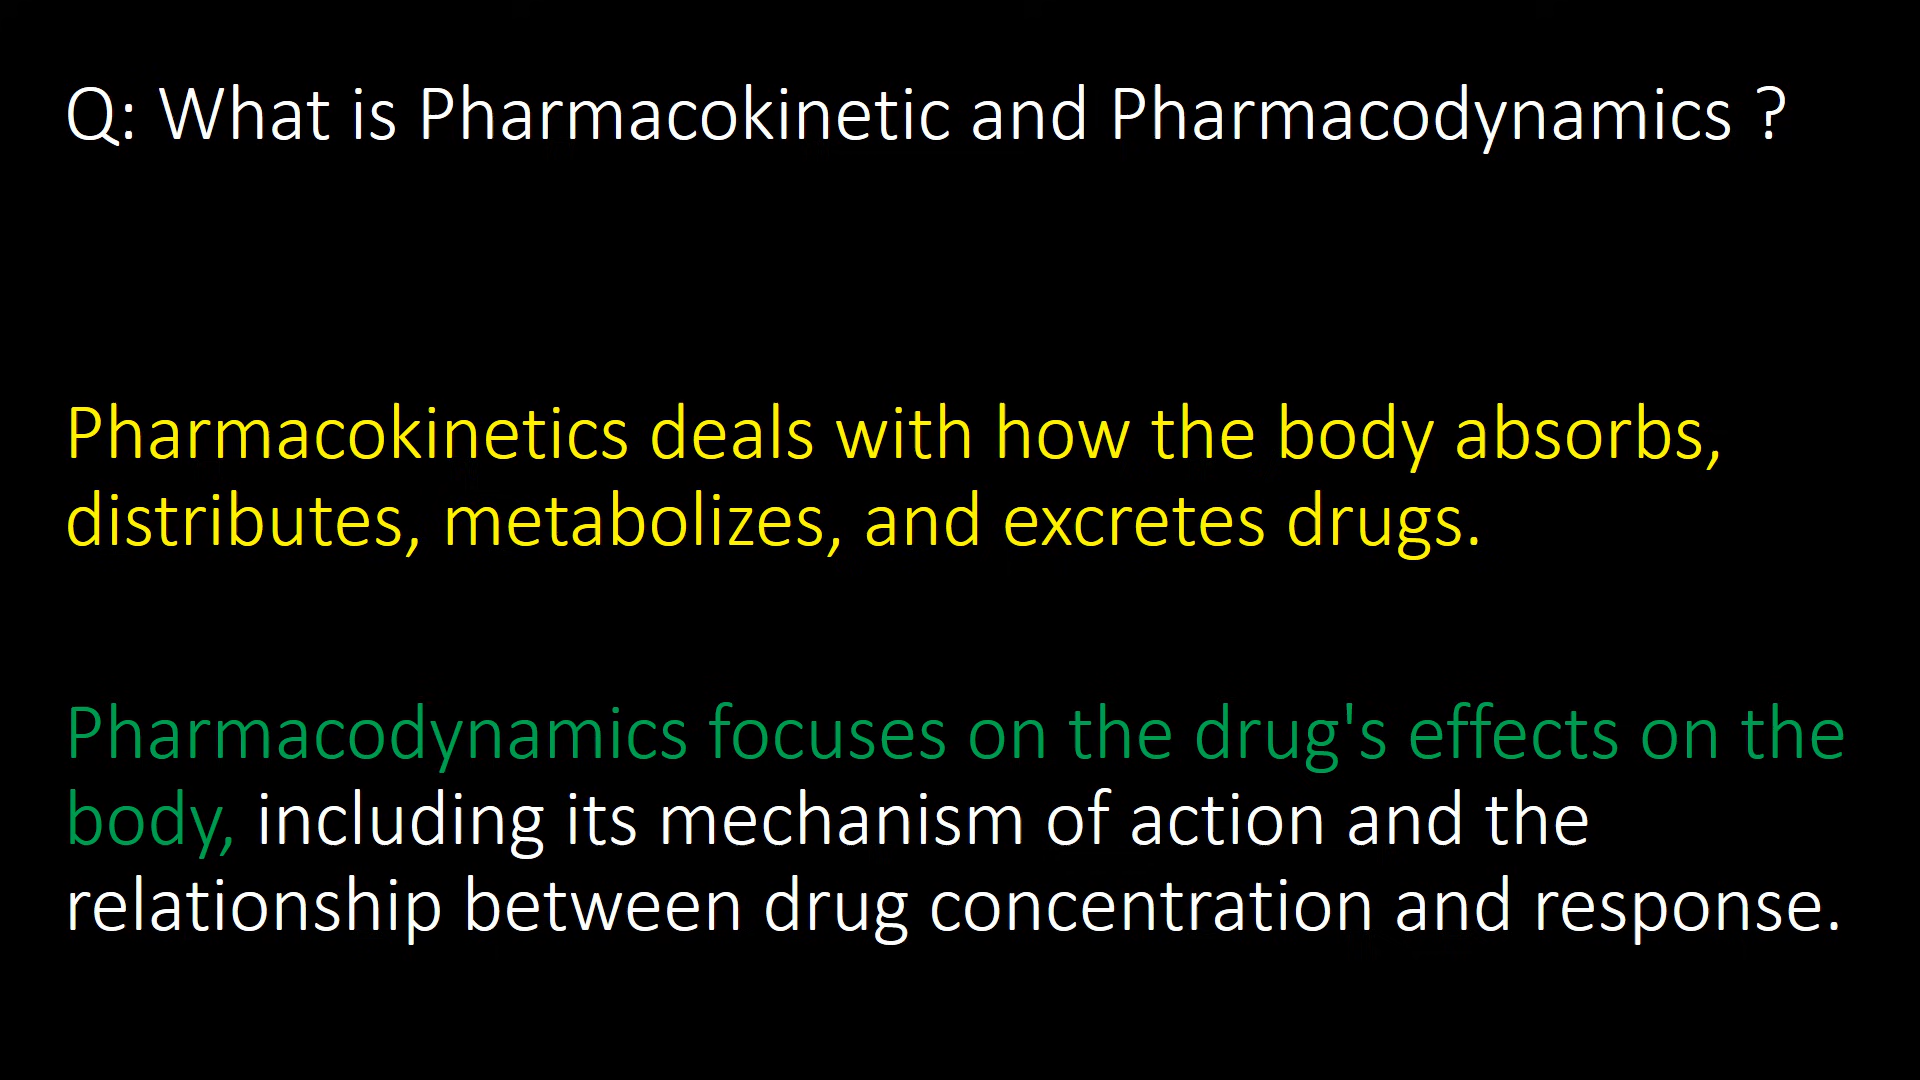 Q: What is Pharmacokinetic and Pharmacodynamics ?
Pharmacokinetics deals with how the body absorbs,
distributes, metabolizes, and excretes drugs.
Pharmacodynamics focuses on the drug's effects on the
body, including its mechanism of action and the
relationship between drug concentration and response.